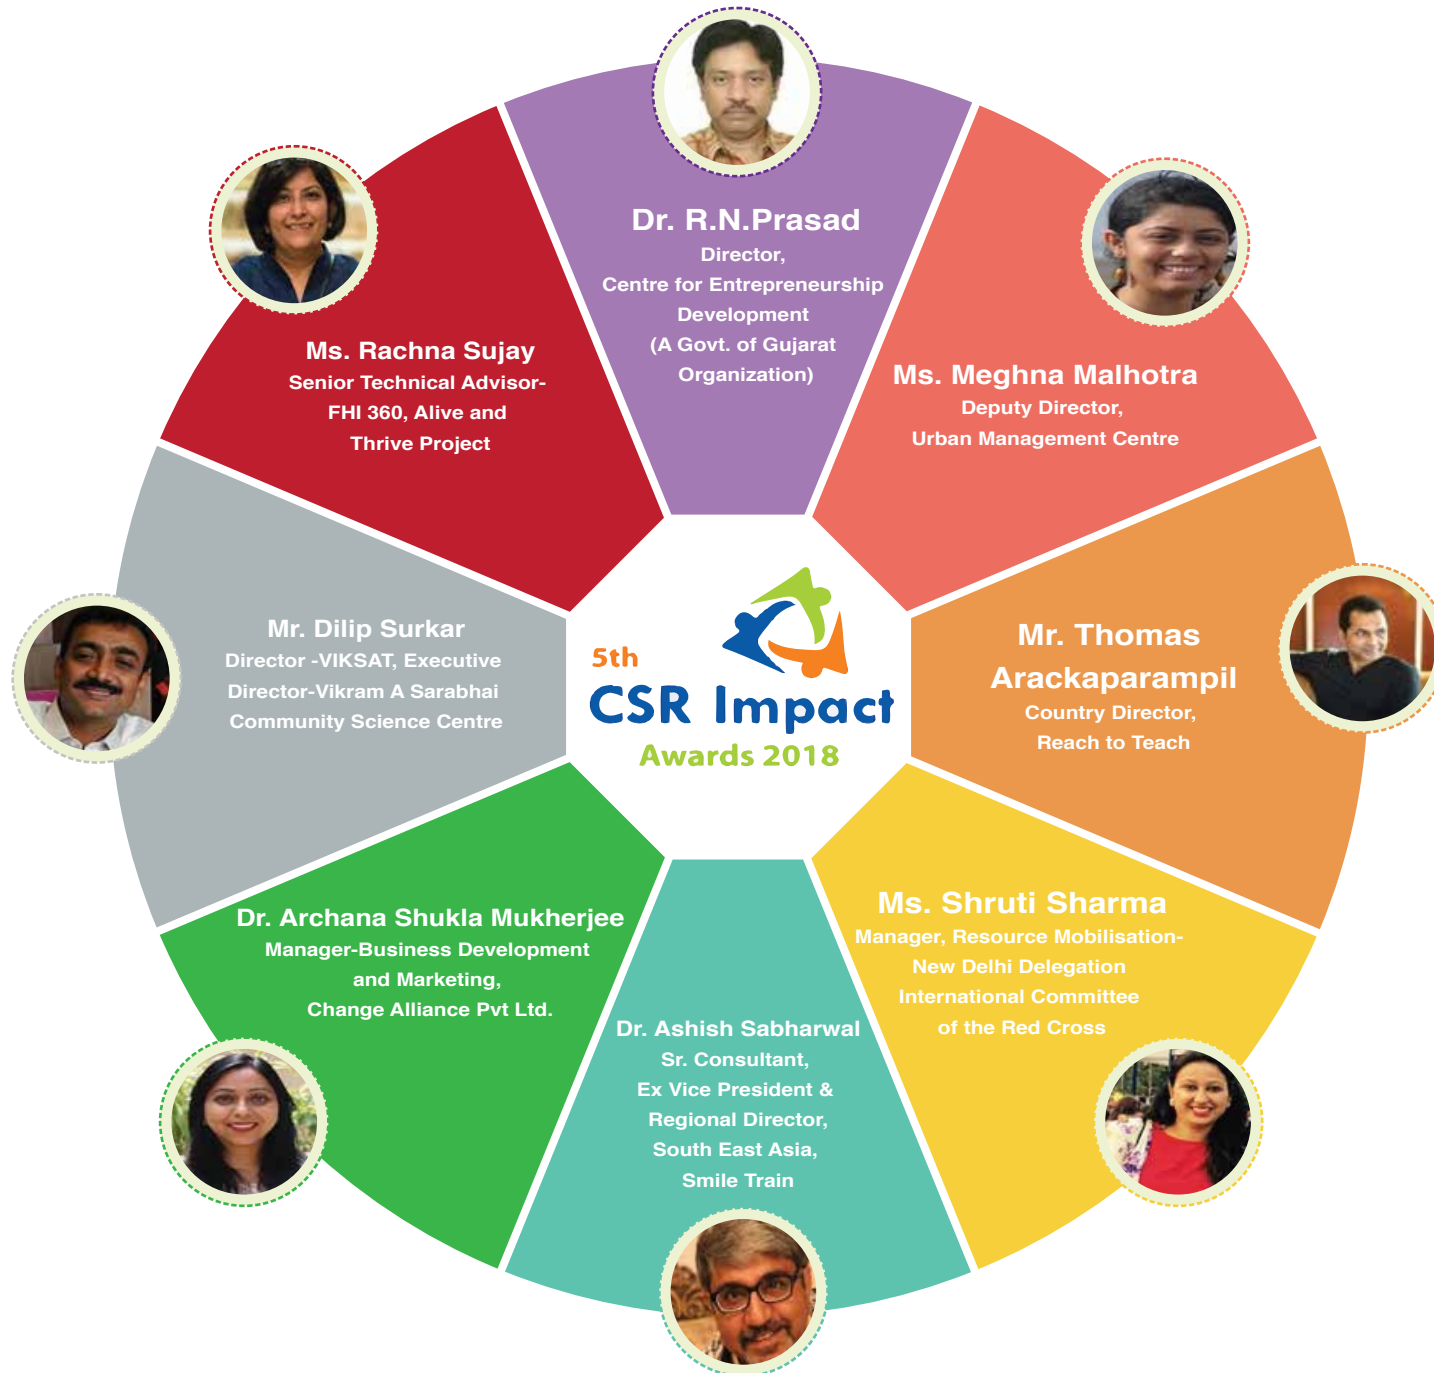 Dr. R.N.Prasad
Director,
Centre for Entrepreneurship
Development
(A Govt. of Gujarat
Organization)
Ms. Meghna Malhotra
Deputy Director,
Urban Management Centre
Mr. Thomas
Arackaparampil
Country Director,
Reach to Teach
Ms. Shruti Sharma
Manager, Resource Mobilisation-
New Delhi Delegation
International Committee
of the Red Cross
Dr. Ashish Sabharwal
Sr. Consultant,
Ex Vice President &
Regional Director,
South East Asia,
Smile Train
Dr. Archana Shukla Mukherjee
Manager-Business Development
and Marketing,
Change Alliance Pvt Ltd.
Mr. Dilip Surkar
Director -VIKSAT, Executive
Director-Vikram A Sarabhai
Community Science Centre
Ms. Rachna Sujay
Senior Technical Advisor-
FHI 360, Alive and
Thrive Project
5th
CSR Impact
Awards 2018